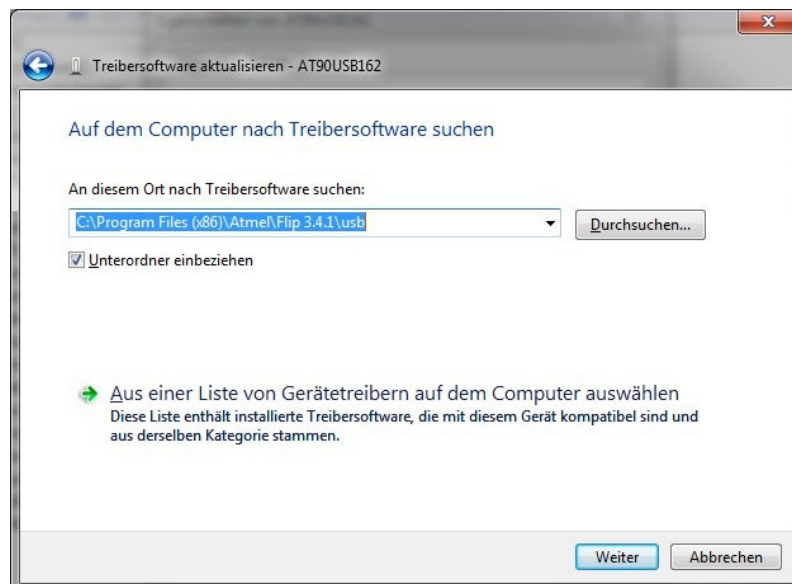 Treibersoftware aktualisieren - AT90USB162
Auf dem Computer nach Treibersoftware suchen
An diesem Ort nach Treibersoftware suchen:
C:\Program Files (x86)\Atmel\Flip 3.4.1\usb
Durchsuchen...
Unterordner einbeziehen
Aus einer Liste von Gerätetreibern auf dem Computer auswählen
Diese Liste enthält installierte Treibersoftware, die mit diesem Gerät kompatibel sind und
aus derselben Kategorie stammen.
Weiter
Abbrechen